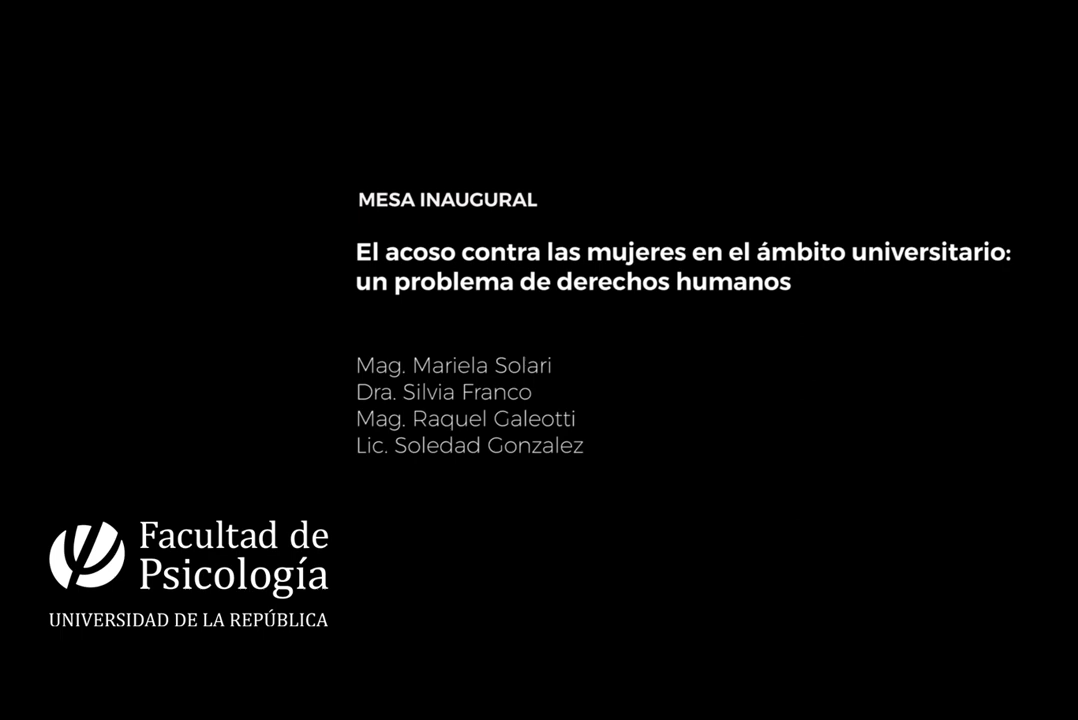 MESA INAUGURAL
El acoso contra las mujeres en el ámbito universitario:
un problema de derechos humanos
Mag. Mariela Solari
Dra. Silvia Franco
Mag. Raquel Galeotti
Lic. Soledad Gonzalez
Facultad de
Psicología
UNIVERSIDAD DE LA REPÚBLICA